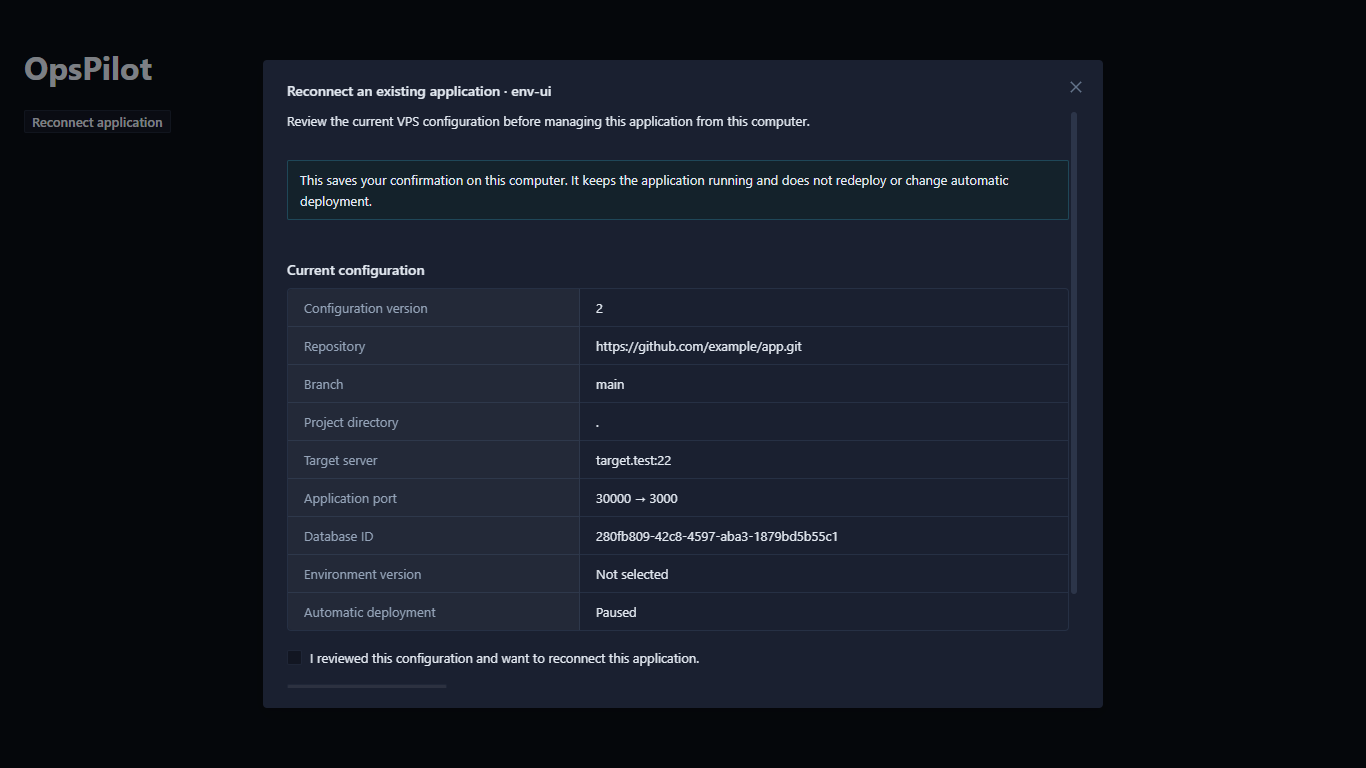 OpsPilot
Reconnect application
Reconnect an existing application · env-ui
Review the current VPS configuration before managing this application from this computer.
This saves your confirmation on this computer. It keeps the application running and does not redeploy or change automatic
deployment.
Current configuration
Configuration version 2
Repository https://github.com/example/app.git
Branch main
Project directory .
Target server target.test:22
Application port 30000 → 3000
Database ID 280fb809-42c8-4597-aba3-1879bd5b55c1
Environment version Not selected
Automatic deployment Paused
I reviewed this configuration and want to reconnect this application.